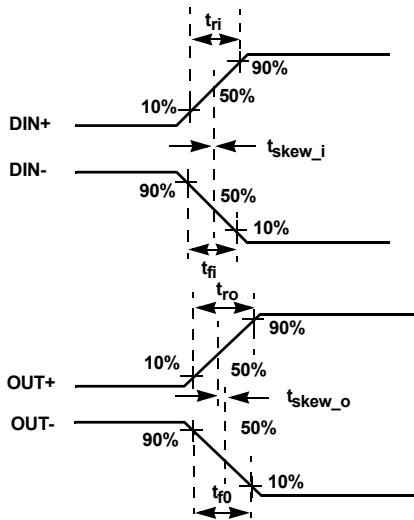 tri
90%
10%
50%
DIN+
tskew_i
DIN-
90%
50%
10%
tfi
tro
90%
10%
50%
OUT+
tskew_o
OUT-
50%
90%
10%
tf0